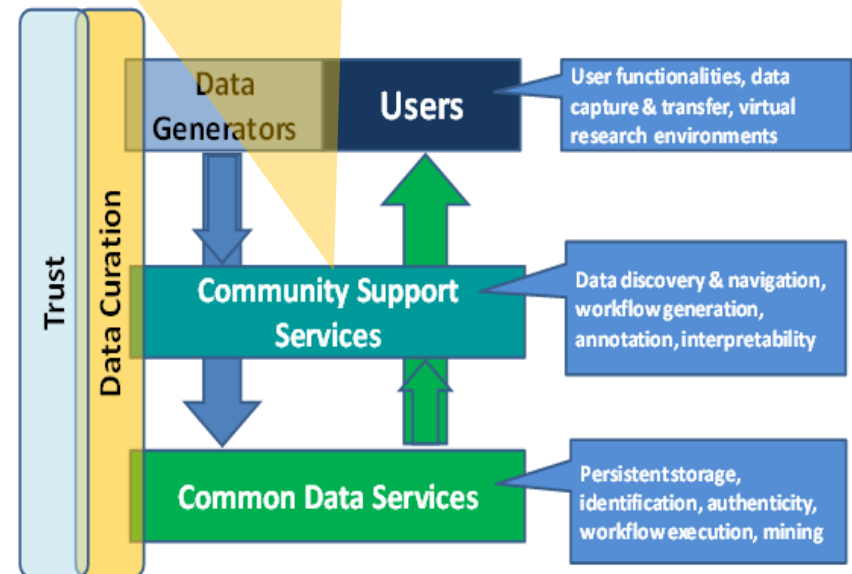 Trust
Data Curation
Data
Generators
Users
User functionalities, data
capture & transfer, virtual
research environments
Community Support
Services
Data discovery & navigation,
workflow generation,
annotation, interpretability
Common Data Services
Persistent storage,
identification, authenticity,
workflow execution, mining